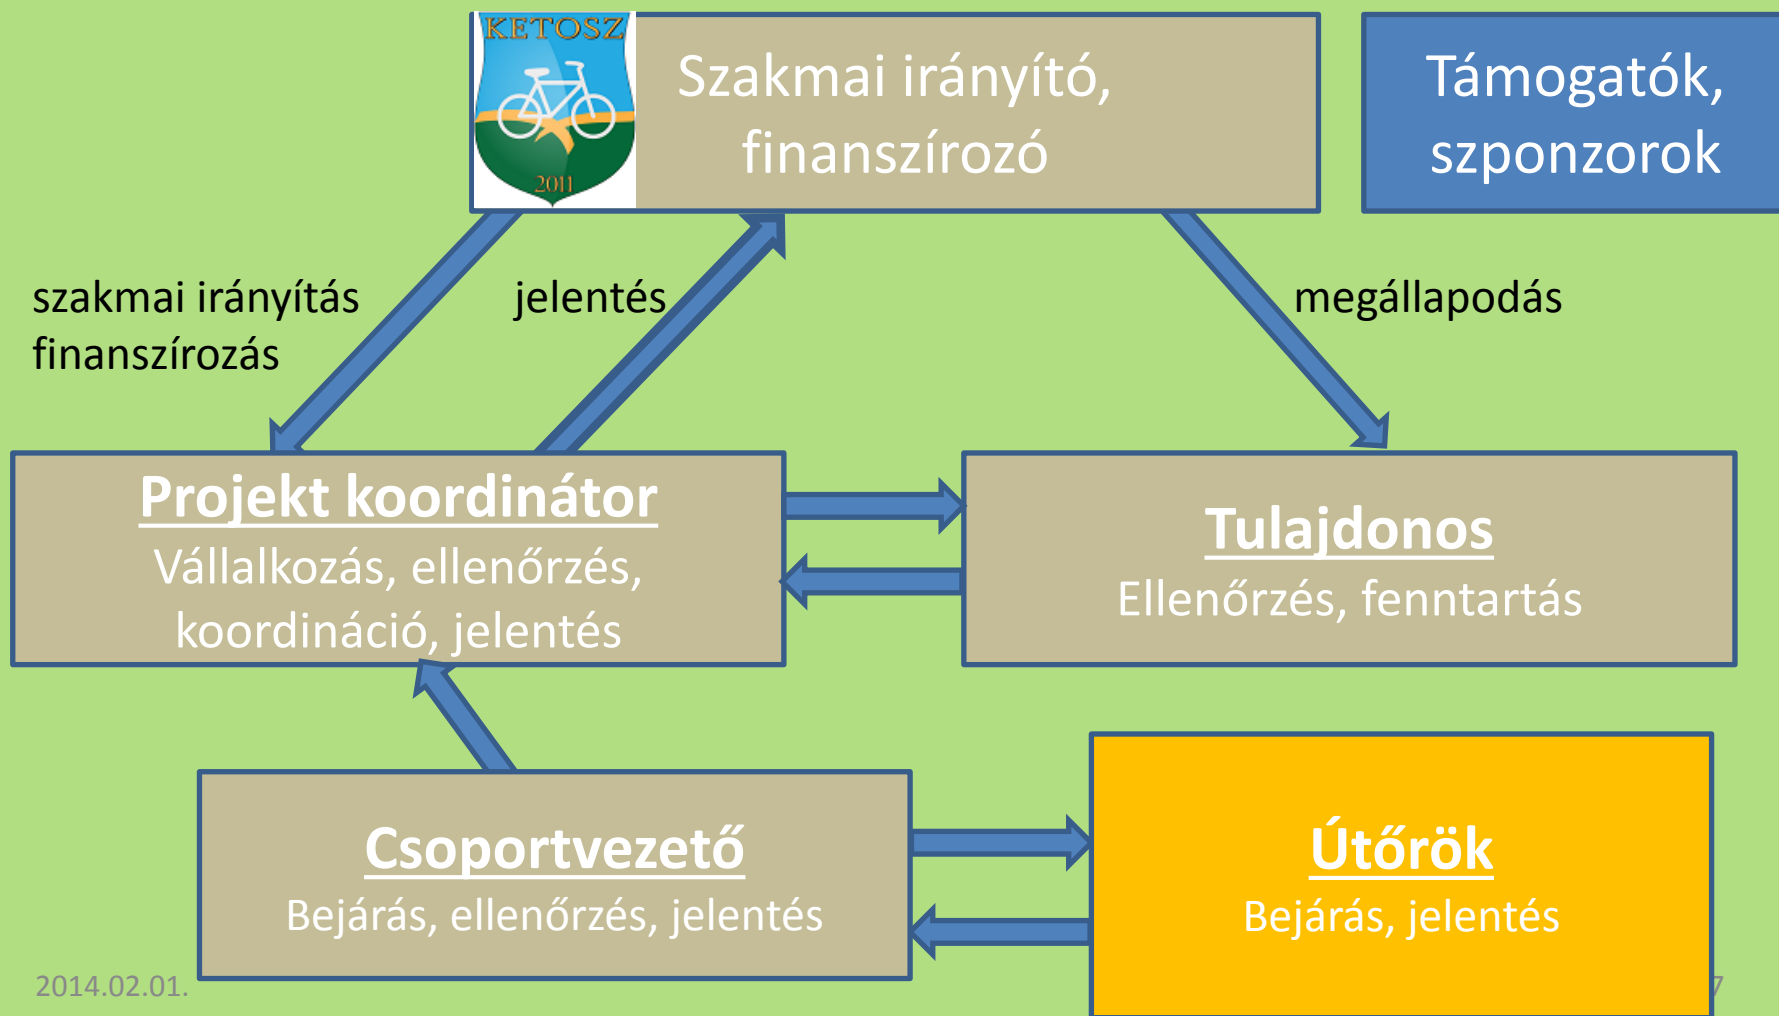 KETOSZ
2011
Szakmai irányító,
finanszírozó
Támogatók,
szponzorok
szakmai irányítás
finanszírozás
jelentés
megállapodás
Projekt koordinátor
Vállalkozás, ellenőrzés,
koordináció, jelentés
Tulajdonos
Ellenőrzés, fenntartás
Csoportvezető
Bejárás, ellenőrzés, jelentés
Útőrök
Bejárás, jelentés
2014.02.01.
7